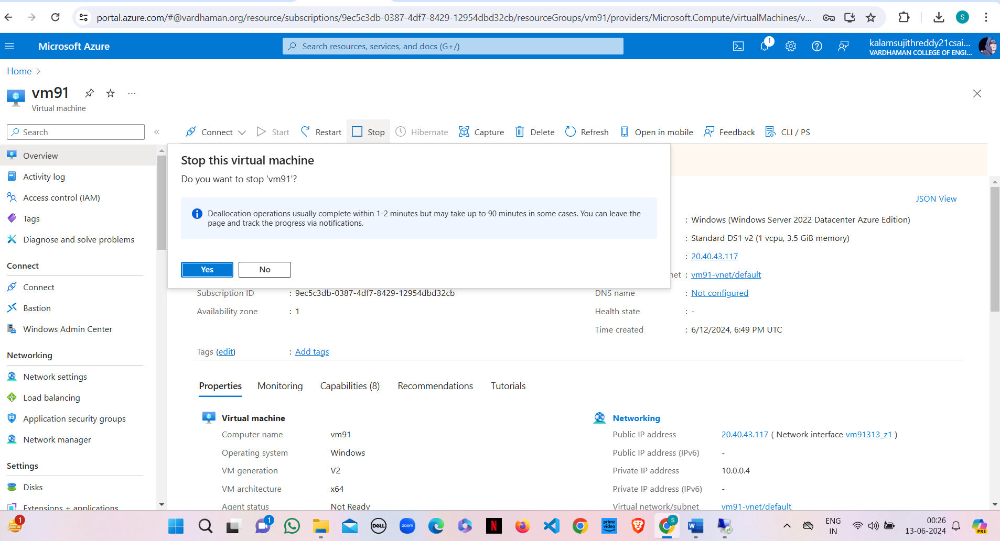 portal.azure.com/#@vardhaman.org/resource/subscriptions/9ec5c3db-0387-4df7-8429-12954dbd32cb/resourceGroups/vm91/providers/Microsoft.Compute/virtualMachines/v...
S
Microsoft Azure
Search resources, services, and docs (G+/)
1
kalamsujithreddy21csai...
VARDHAMAN COLLEGE OF ENGI...
Home
vm91
Virtual machine
Search
Connect
Start
Restart
Stop
Hibernate
Capture
Delete
Refresh
Open in mobile
Feedback
CLI / PS
Overview
Activity log
Access control (IAM)
Tags
Diagnose and solve problems
Connect
Connect
Bastion
Windows Admin Center
Networking
Network settings
Load balancing
Application security groups
Network manager
Settings
Disks
Extensions + applications
Stop this virtual machine
Do you want to stop 'vm91'?
Deallocation operations usually complete within 1-2 minutes but may take up to 90 minutes in some cases. You can leave the
page and track the progress via notifications.
Yes
No
JSON View
: Windows (Windows Server 2022 Datacenter Azure Edition)
: Standard DS1 v2 (1 vcpu, 3.5 GiB memory)
: 20.40.43.117
net : vm91-vnet/default
Subscription ID : 9ec5c3db-0387-4df7-8429-12954dbd32cb
DNS name : Not configured
Availability zone : 1
Health state : -
Time created : 6/12/2024, 6:49 PM UTC
Tags (edit) : Add tags
Properties
Monitoring
Capabilities (8)
Recommendations
Tutorials
Virtual machine
Computer name vm91
Operating system Windows
VM generation V2
VM architecture x64
Agent status Not Ready
Networking
Public IP address 20.40.43.117 ( Network interface vm91313_z1 )
Public IP address (IPv6) -
Private IP address 10.0.0.4
Private IP address (IPv6) -
Virtual network/subnet vm91-vnet/default
1
1
DELL
zoom
N
prime
video
S
W
ENG
IN
00:26
13-06-2024
PRE